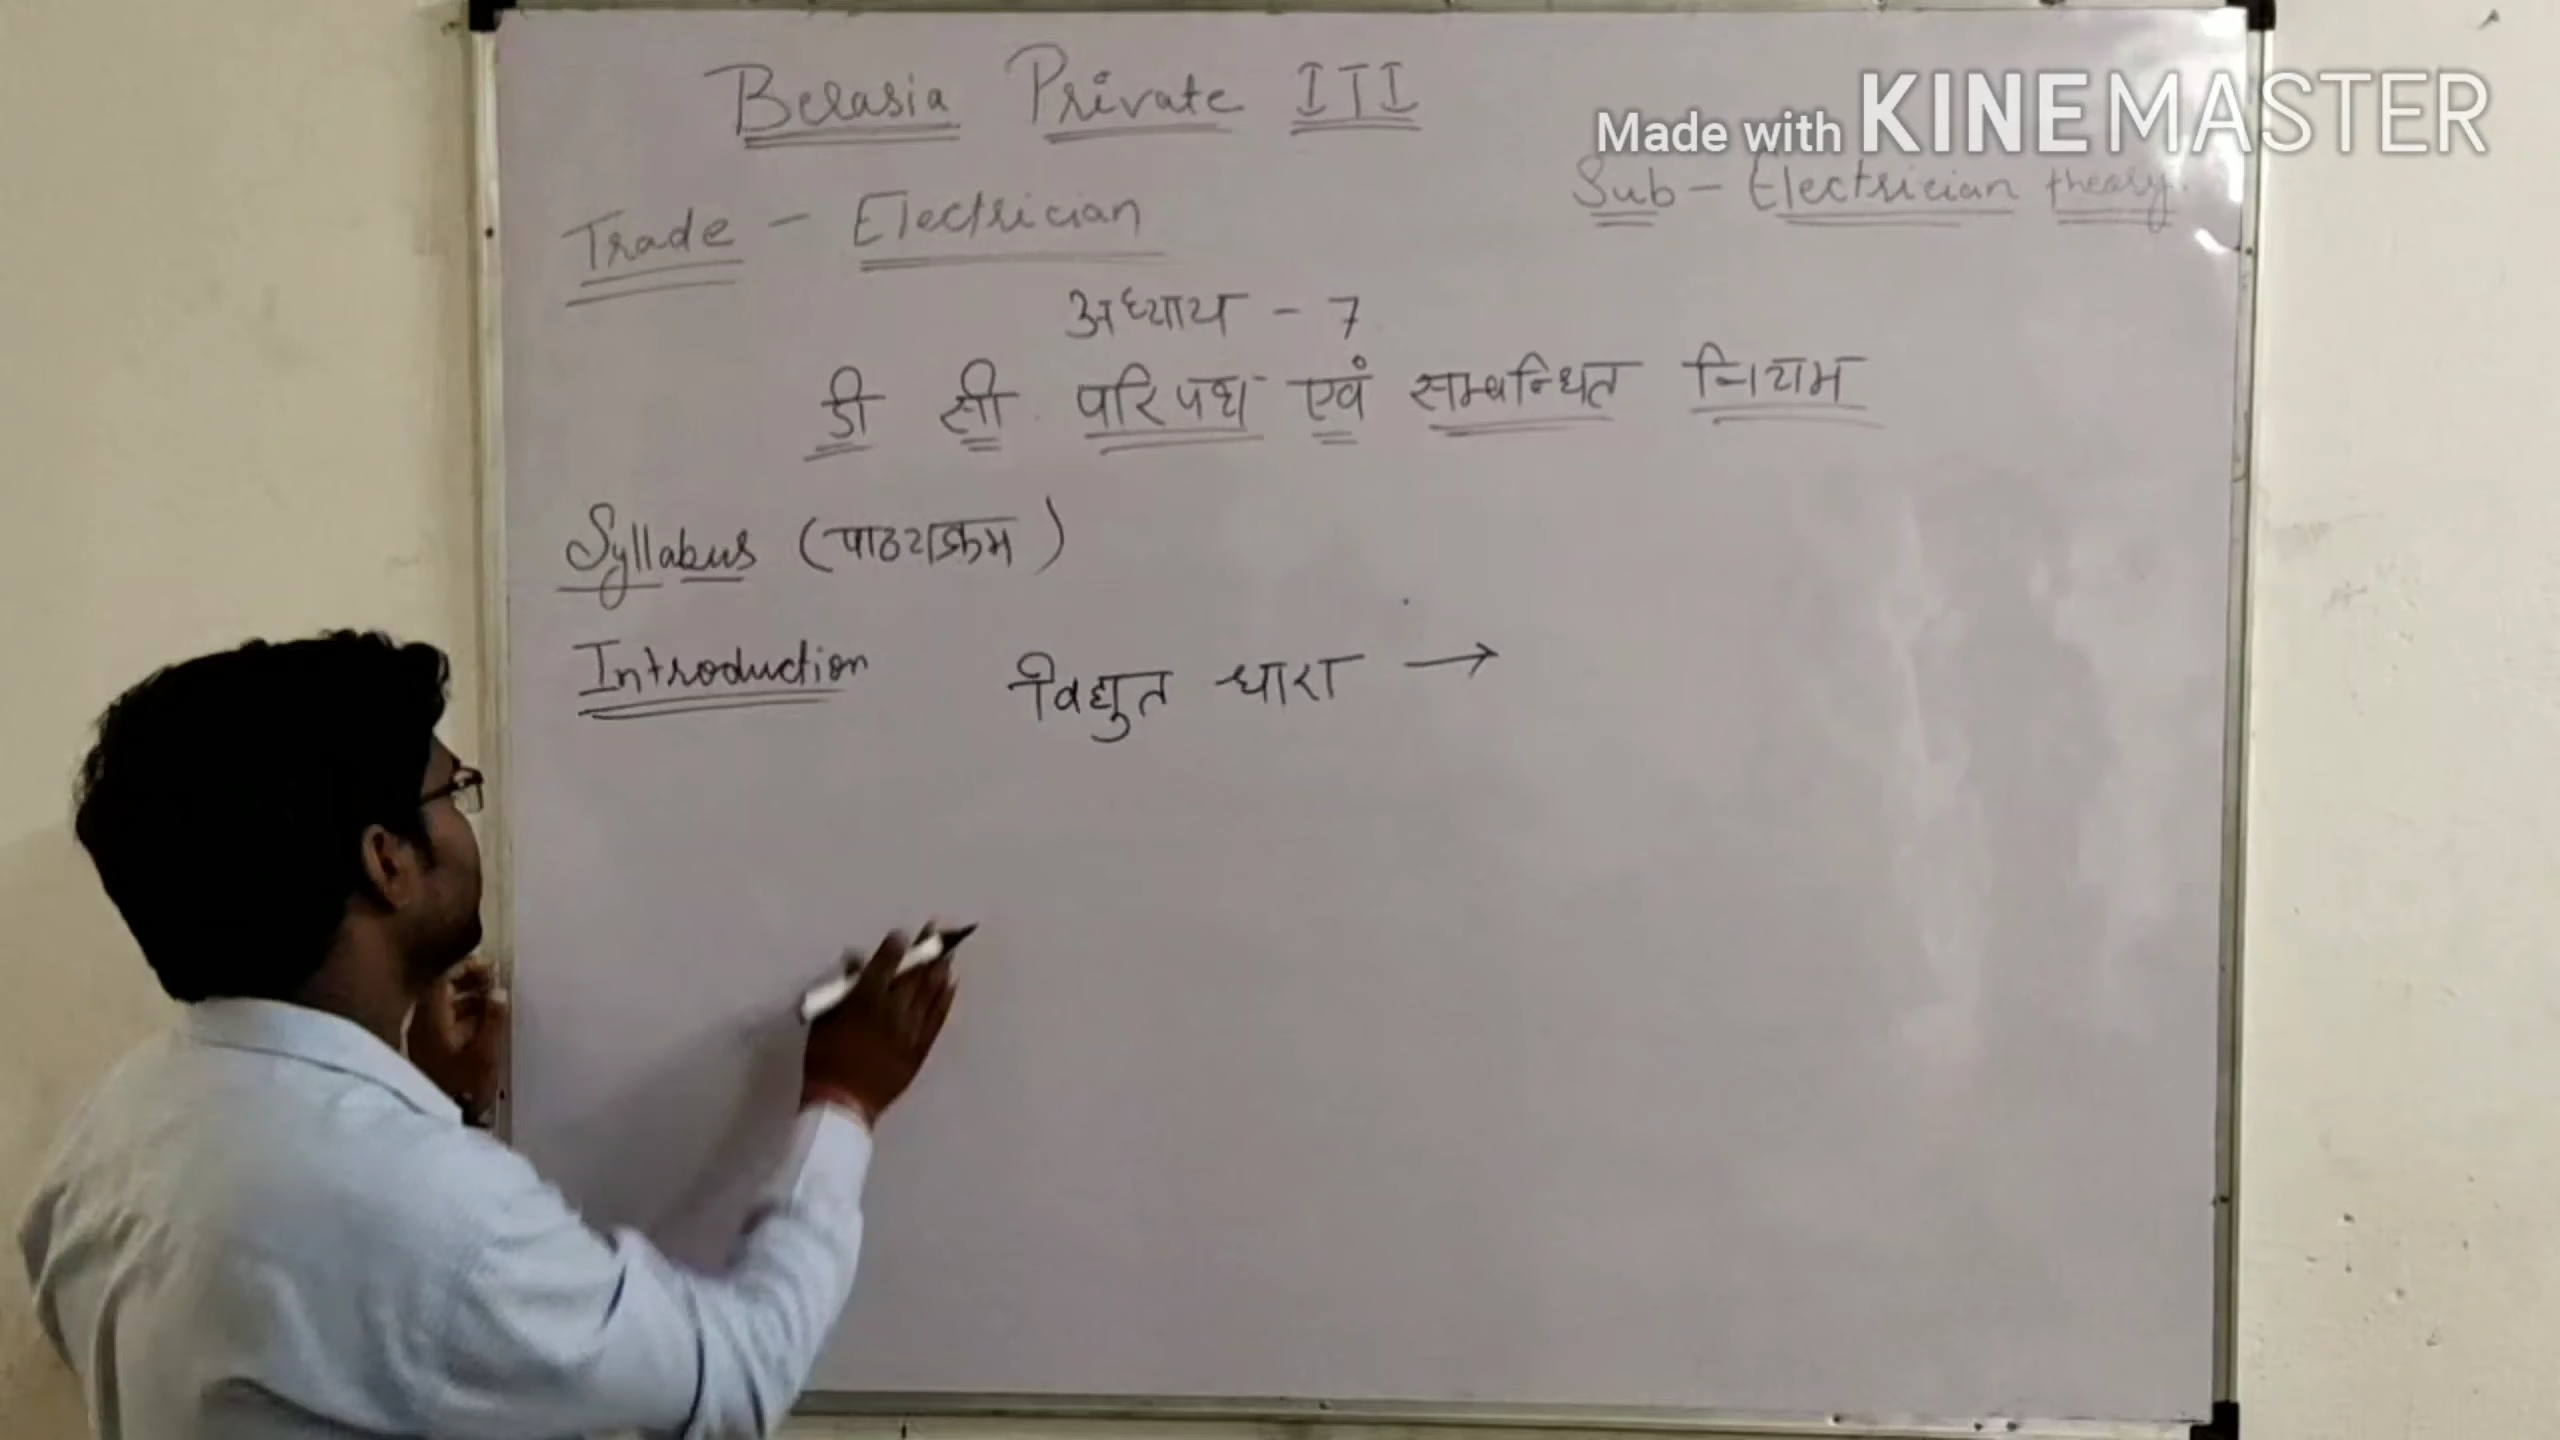 Berasia Private ITI
Made with KINEMASTER
Trade - Electrician
Sub - Electrician theory.
अध्याय - 7
डी सी परिपथ एवं सम्बन्धित नियम
Syllabus (पाठ्यक्रम)
Introduction विद्युत धारा →